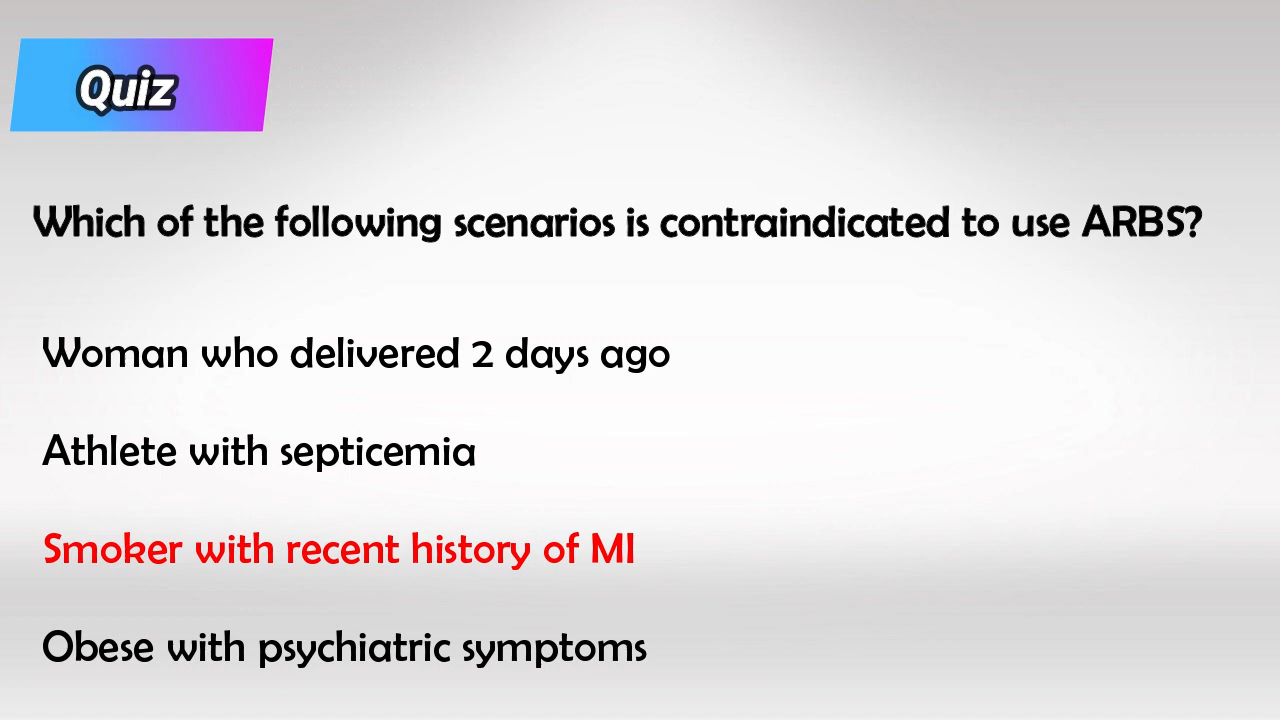 Quiz
Which of the following scenarios is contraindicated to use ARBS?
Woman who delivered 2 days ago
Athlete with septicemia
Smoker with recent history of MI
Obese with psychiatric symptoms